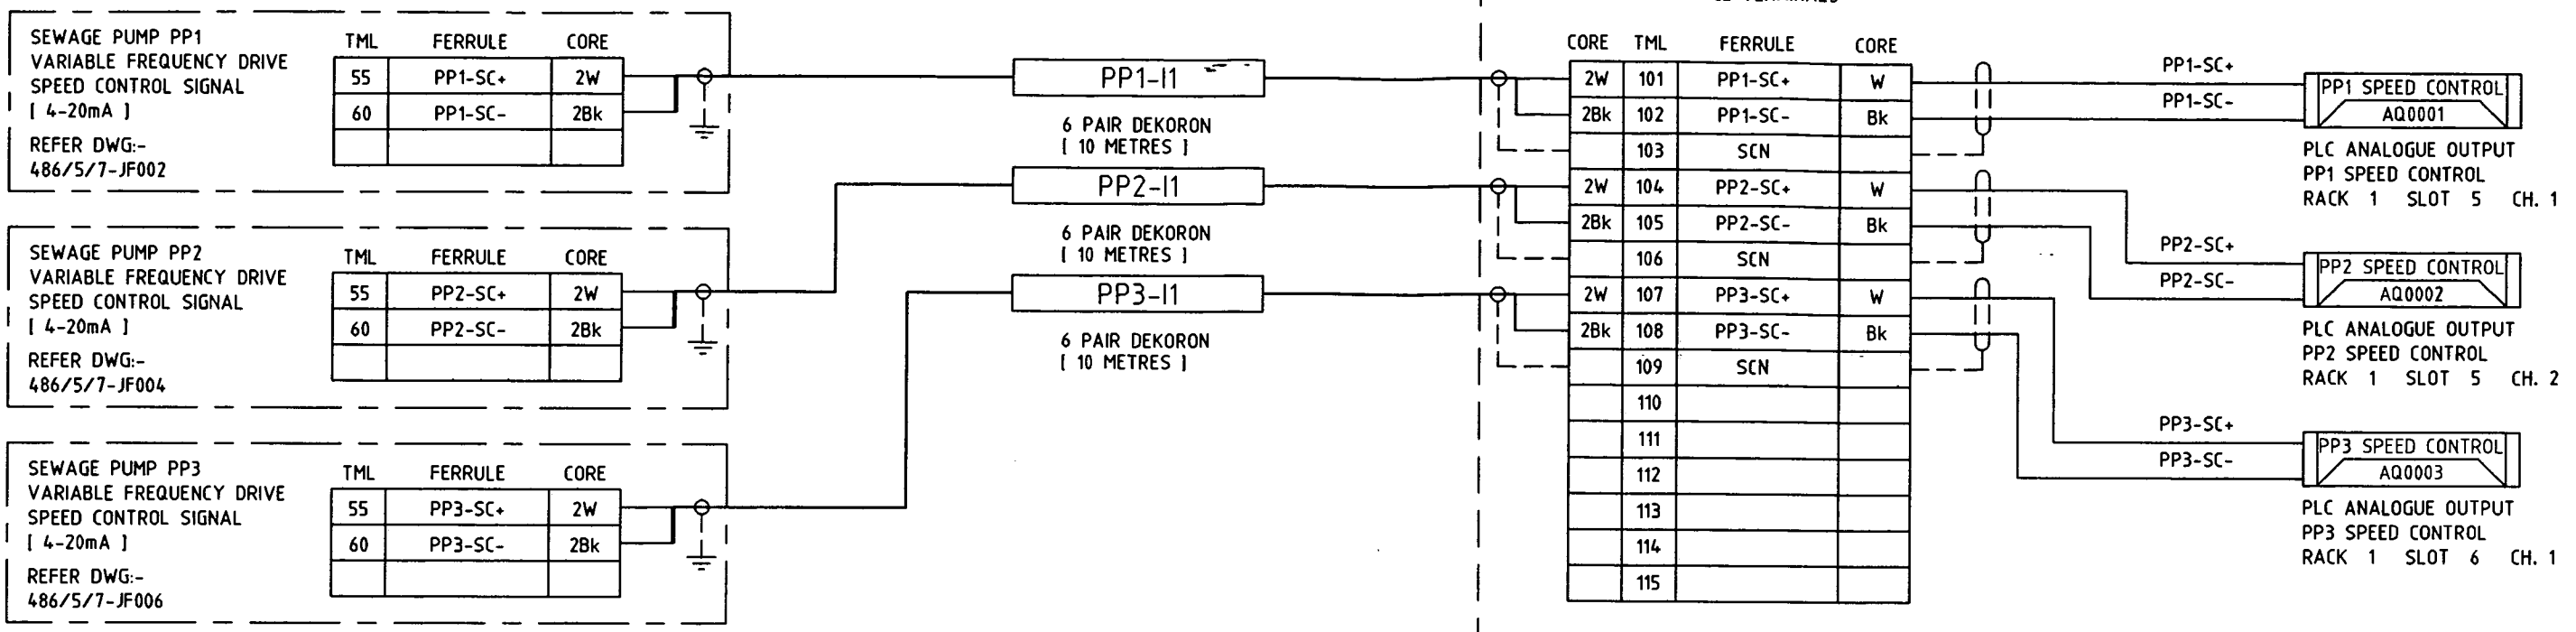 SEWAGE PUMP PP1
VARIABLE FREQUENCY DRIVE
SPEED CONTROL SIGNAL
[ 4-20mA ]
REFER DWG:-
486/5/7-JF002
TML FERRULE CORE
55 PP1-SC+ 2W
60 PP1-SC- 2Bk
SEWAGE PUMP PP2
VARIABLE FREQUENCY DRIVE
SPEED CONTROL SIGNAL
[ 4-20mA ]
REFER DWG:-
486/5/7-JF004
TML FERRULE CORE
55 PP2-SC+ 2W
60 PP2-SC- 2Bk
SEWAGE PUMP PP3
VARIABLE FREQUENCY DRIVE
SPEED CONTROL SIGNAL
[ 4-20mA ]
REFER DWG:-
486/5/7-JF006
TML FERRULE CORE
55 PP3-SC+ 2W
60 PP3-SC- 2Bk
PP1-I1
6 PAIR DEKORON
[ 10 METRES ]
PP2-I1
6 PAIR DEKORON
[ 10 METRES ]
PP3-I1
6 PAIR DEKORON
[ 10 METRES ]
TERMINALS
CORE TML FERRULE CORE
2W 101 PP1-SC+ W
2Bk 102 PP1-SC- Bk
103 SCN
2W 104 PP2-SC+ W
2Bk 105 PP2-SC- Bk
106 SCN
2W 107 PP3-SC+ W
2Bk 108 PP3-SC- Bk
109 SCN
110
111
112
113
114
115
PP1-SC+
PP1-SC-
PP1 SPEED CONTROL
AQ0001
PLC ANALOGUE OUTPUT
PP1 SPEED CONTROL
RACK 1 SLOT 5 CH. 1
PP2-SC+
PP2-SC-
PP2 SPEED CONTROL
AQ0002
PLC ANALOGUE OUTPUT
PP2 SPEED CONTROL
RACK 1 SLOT 5 CH. 2
PP3-SC+
PP3-SC-
PP3 SPEED CONTROL
AQ0003
PLC ANALOGUE OUTPUT
PP3 SPEED CONTROL
RACK 1 SLOT 6 CH. 1